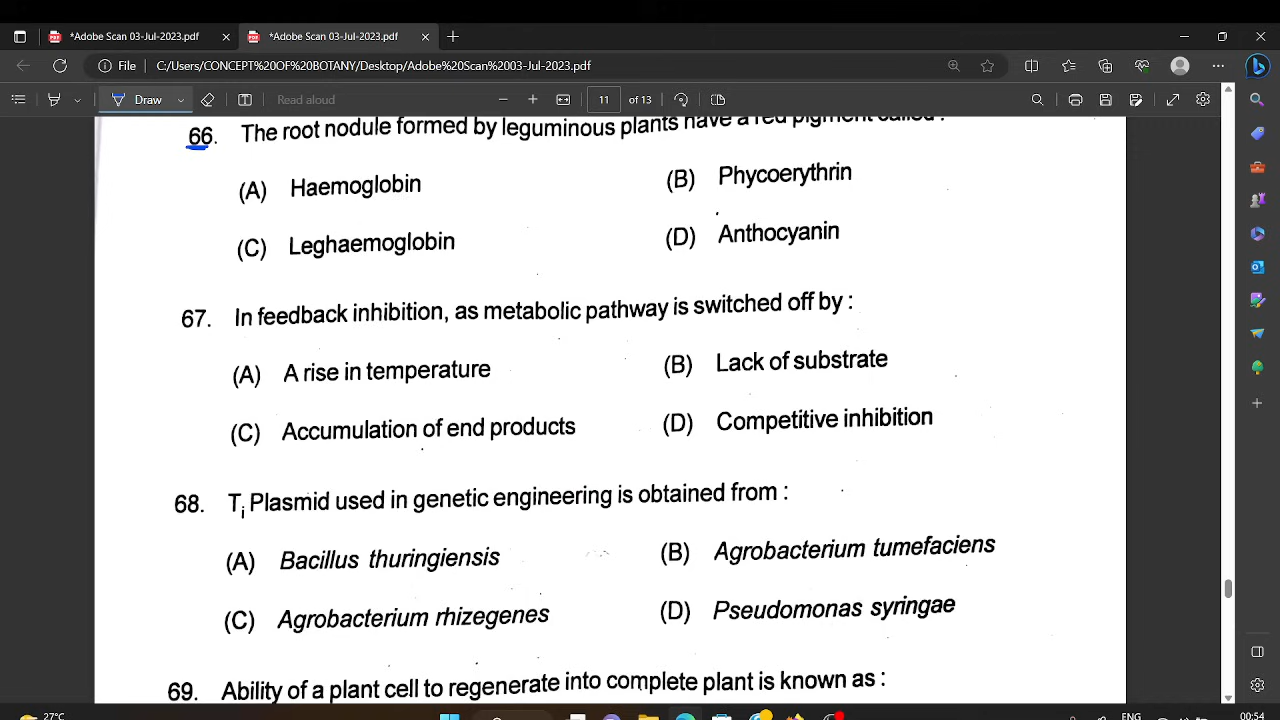 *Adobe Scan 03-Jul-2023.pdf
*Adobe Scan 03-Jul-2023.pdf
File C:/Users/CONCEPT%20OF%20BOTANY/Desktop/Adobe%20Scan%2003-Jul-2023.pdf
Draw Read aloud 11 of 13
66. The root nodule formed by leguminous plants have a red pigment called :
(A) Haemoglobin (B) Phycoerythrin
(C) Leghaemoglobin (D) Anthocyanin
67. In feedback inhibition, as metabolic pathway is switched off by :
(A) A rise in temperature (B) Lack of substrate
(C) Accumulation of end products (D) Competitive inhibition
68. Ti Plasmid used in genetic engineering is obtained from :
(A) Bacillus thuringiensis (B) Agrobacterium tumefaciens
(C) Agrobacterium rhizegenes (D) Pseudomonas syringae
69. Ability of a plant cell to regenerate into complete plant is known as :
27°C ENG 00:54